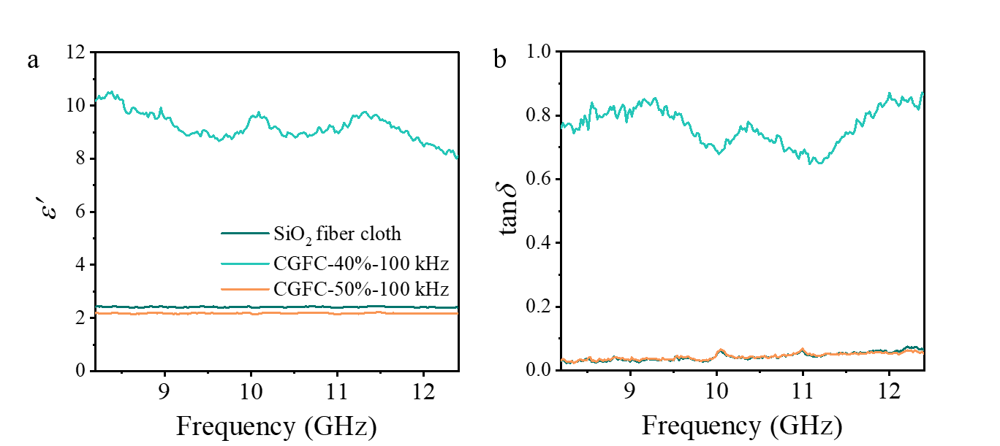 a
12
10
8
6
4
2
0
ε′
SiO₂ fiber cloth
CGFC-40%-100 kHz
CGFC-50%-100 kHz
9 10 11 12
Frequency (GHz)
b
1.0
0.8
0.6
0.4
0.2
0.0
tanδ
9 10 11 12
Frequency (GHz)